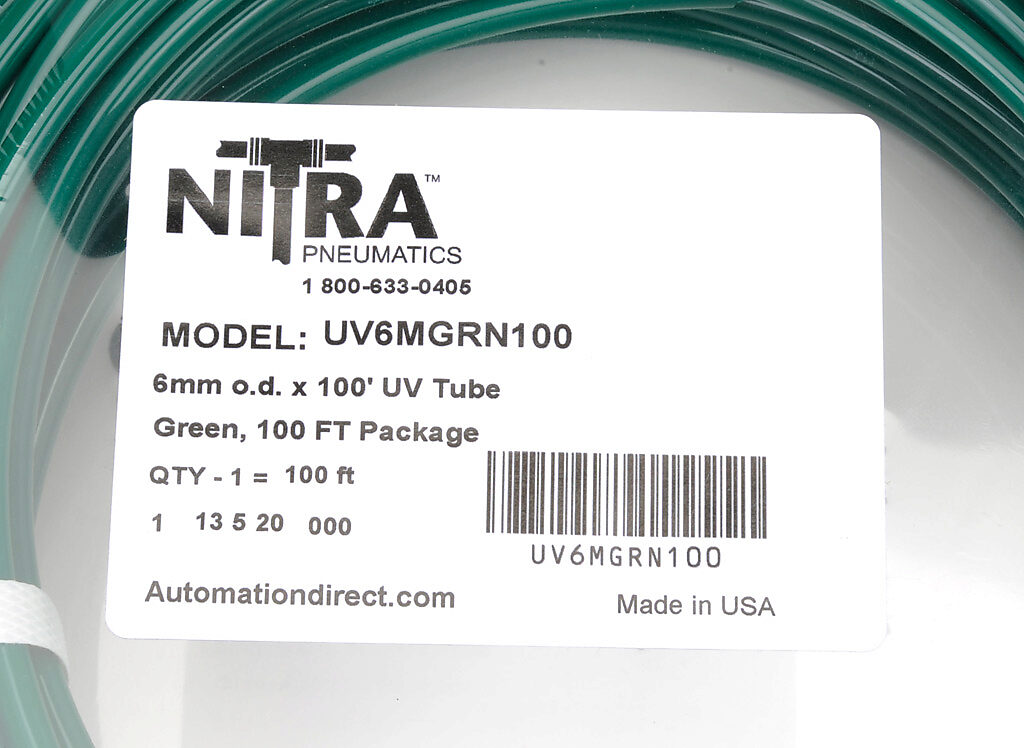 NITRA™
PNEUMATICS
1 800-633-0405
MODEL: UV6MGRN100
6mm o.d. x 100' UV Tube
Green, 100 FT Package
QTY - 1 = 100 ft
1 13 5 20 000
UV6MGRN100
Automationdirect.com
Made in USA